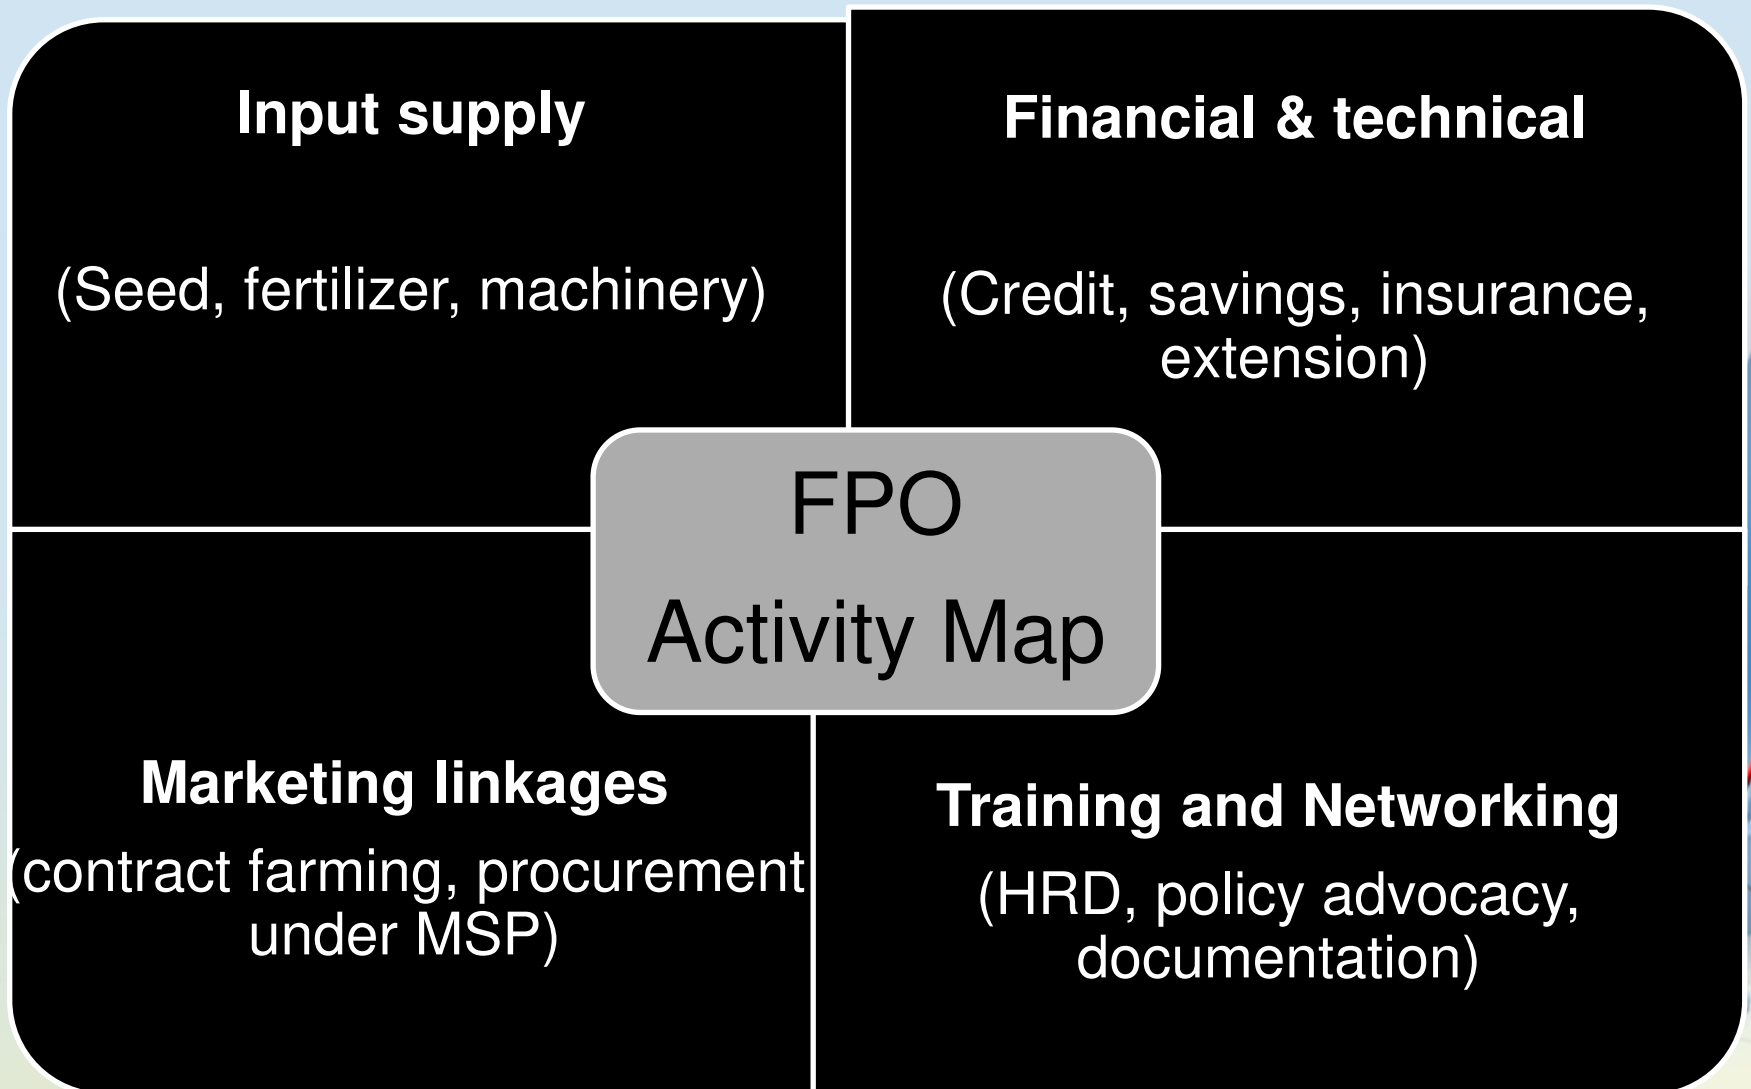 Input supply
(Seed, fertilizer, machinery)
Financial & technical
(Credit, savings, insurance,
extension)
FPO
Activity Map
Marketing linkages
(contract farming, procurement
under MSP)
Training and Networking
(HRD, policy advocacy,
documentation)